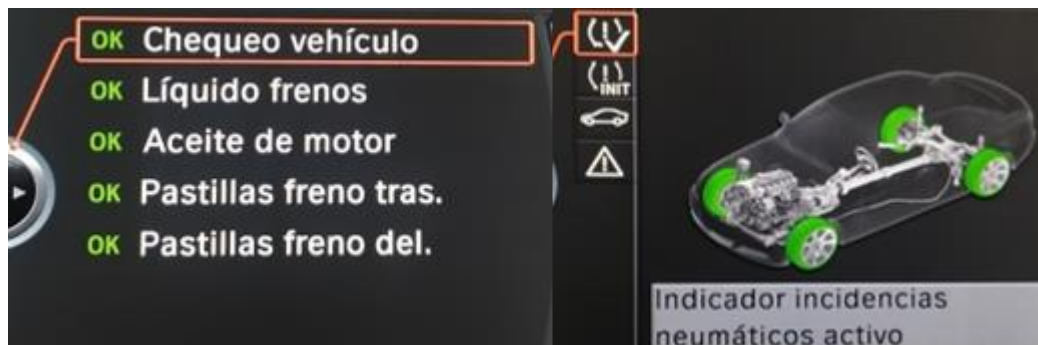 OK Chequeo vehículo
OK Líquido frenos
OK Aceite de motor
OK Pastillas freno tras.
OK Pastillas freno del.
INIT
Indicador incidencias
neumáticos activo